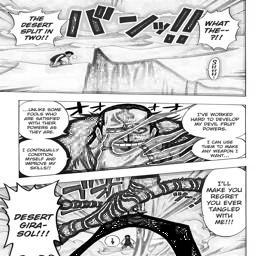 THE
DESERT
SPLIT IN
TWO!!
バーンッ!!
WHAT
THE--
?!!
...UNLIKE SOME
FOOLS WHO
ARE SATISFIED
WITH THEIR
POWERS AS
THEY ARE.
I CONTINUALLY
CONDITION
MYSELF AND
IMPROVE MY
SKILLS!!
I'VE WORKED
HARD TO DEVELOP
MY DEVIL FRUIT
POWERS.
I CAN USE
THEM TO MAKE
ANY WEAPON I
WANT...
I'LL
MAKE YOU
REGRET
YOU EVER
TANGLED
WITH ME!!!
DESERT
GIRA-
SOL!!!